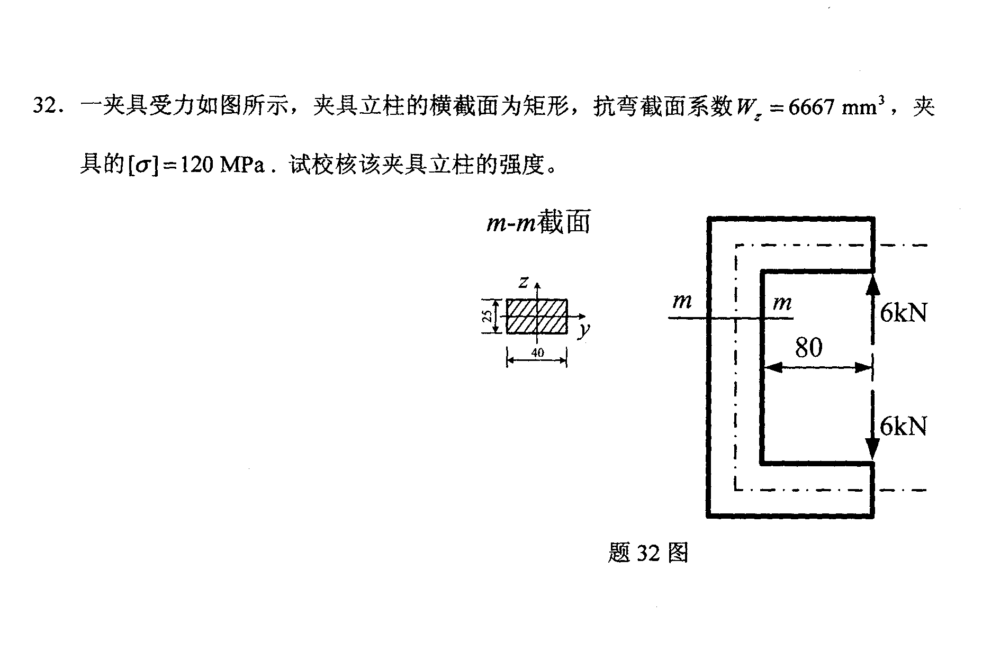 32. 一夹具受力如图所示，夹具立柱的横截面为矩形，抗弯截面系数W_z = 6667 mm³，夹
具的[σ]=120 MPa. 试校核该夹具立柱的强度。
m-m截面
z
25
y
40
m
m
6kN
80
6kN
题 32 图